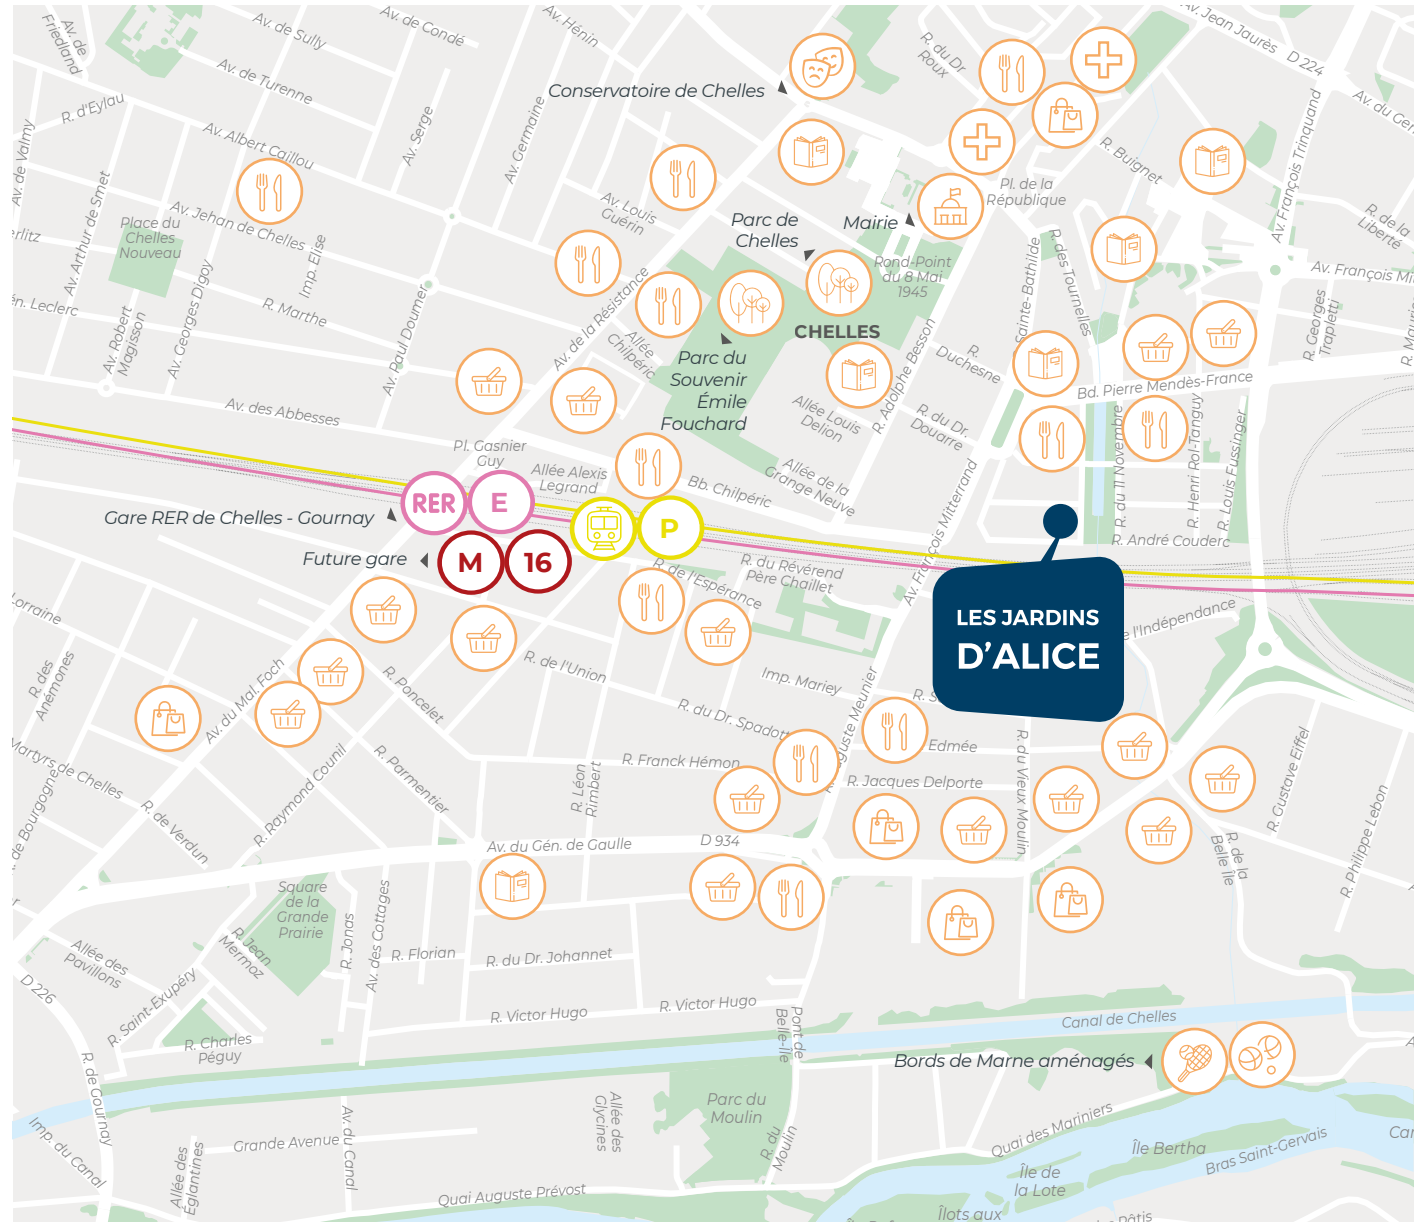 Av. de
Friedland
Av. de Sully
Av. de Condé
Av. Hénin
Av. Jean Jaurès
D 224
Av. de Turenne
R. d'Eylau
Av. Albert Caillou
Av. Serge
Av. Germaine
Av. de Valmy
Av. Arthur de Smet
Conservatoire de Chelles
R. du Dr
Roux
Av. du Gén
R. Buignet
Av. François Trinquand
Pl. de la
République
Av. Louis
Guérin
Parc de
Chelles
Mairie
Place du
Chelles
Nouveau
Av. Jehan de Chelles
Imp. Elise
R. de la
Liberté
Rond-Point
du 8 Mai
1945
R. des Tournelles
Sainte-Bathilde
Av. François Mi
én. Leclerc
R. Marthe
Av. Georges Digoy
Av. Robert
Magisson
Av. Paul Doumer
Av. de la Résistance
Allée
Chilpéric
CHELLES
Parc du
Souvenir
Émile
Fouchard
R. Adolphe Besson
R.
Duchesne
R. Georges
Trapletti
R. Mauric
Bd. Pierre Mendès-France
Av. des Abbesses
Allée Louis
Delion
R. du Dr.
Douarre
Pl. Gasnier
Guy
Allée Alexis
Legrand
Bb. Chilpéric
Allée de la
Grange Neuve
Av. François Mitterrand
R. du 11 Novembre
R. Henri Rol-Tanguy
R. Louis Eussinger
R. André Couderc
RER
E
Gare RER de Chelles - Gournay
P
Future gare
M
16
R. de l'Espérance
R. du Révérend
Père Chaillet
LES JARDINS
D'ALICE
e l'Indépendance
Lorraine
R. des
Anémones
Av. du Mal. Foch
R. Poncelet
R. de l'Union
Imp. Mariey
R. du Dr. Spadott
guste Meunier
R. S
Edmée
R. du Vieux Moulin
Martyrs de Chelles
de Bourgogne
R. de Verdun
R. Raymond Counil
R. Parmentier
R. Franck Hémon
R. Léon
Rimbert
R. Jacques Delporte
R. Gustave Eiffel
R. Philippe Lebon
R. de la
Belle Île
Av. du Gén. de Gaulle
D 934
Square
de la
Grande
Prairie
R. Jonas
Av. des Cottages
R. Jean
Mermoz
Allée des
Pavillons
D 226
R. Saint-Exupéry
R. Florian
R. du Dr. Johannet
R. Victor Hugo
R. Victor Hugo
Pont de
Belle-Île
R. Charles
Péguy
Canal de Chelles
Bords de Marne aménagés
R. de Gournay
Imp. du Canal
Allée des
Églantines
Grande Avenue
Av. du Canal
Allée des
Glycines
Parc du
Moulin
R. du
Moulin
Quai Auguste Prévost
Quai des Mariniers
Île Bertha
Bras Saint-Gervais
Île de
la Lote
Îlots aux